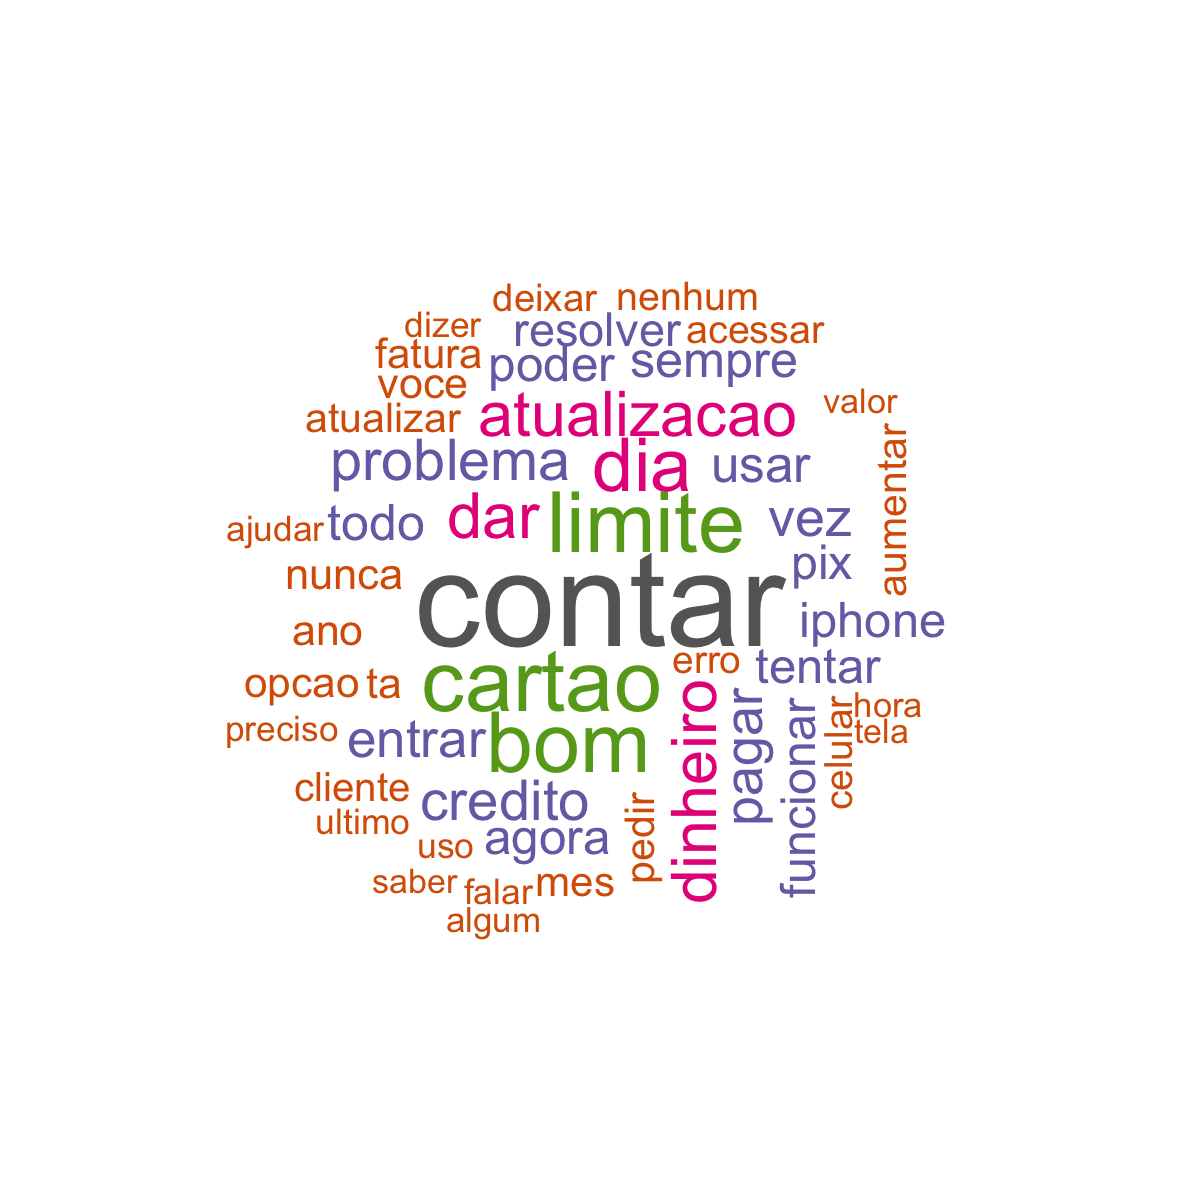 deixar nenhum
dizer resolver acessar
fatura poder sempre
voce
atualizar atualizacao valor
problema dia usar aumentar
ajudar todo dar limite vez
nunca contar pix
ano iphone
opcao ta cartao erro tentar
preciso entrar bom dinheiro pagar funcionar celular hora
tela
cliente credito
ultimo agora pedir
uso
saber falar mes
algum